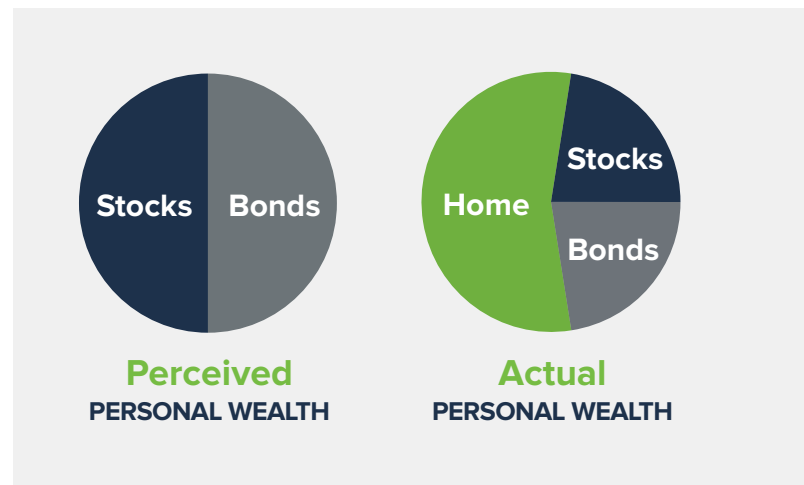 Stocks
Bonds
Perceived
PERSONAL WEALTH
Home
Stocks
Bonds
Actual
PERSONAL WEALTH